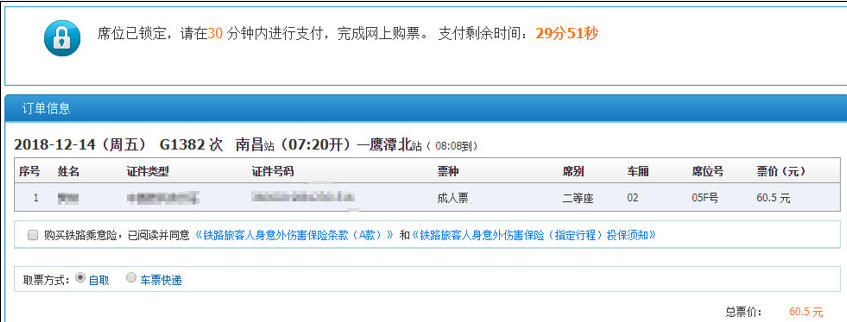 席位已锁定，请在30 分钟内进行支付，完成网上购票。 支付剩余时间：29分51秒
订单信息
2018-12-14（周五） G1382 次 南昌站（07:20开）—鹰潭北站（ 08:08到）
序号 姓名 证件类型 证件号码 票种 席别 车厢 席位号 票价（元）
1 成人票 二等座 02 05F号 60.5 元
购买铁路乘意险，已阅读并同意 《铁路旅客人身意外伤害保险条款（A款）》 和《铁路旅客人身意外伤害保险（指定行程）投保须知》
取票方式： 自取 车票快递
总票价： 60.5 元